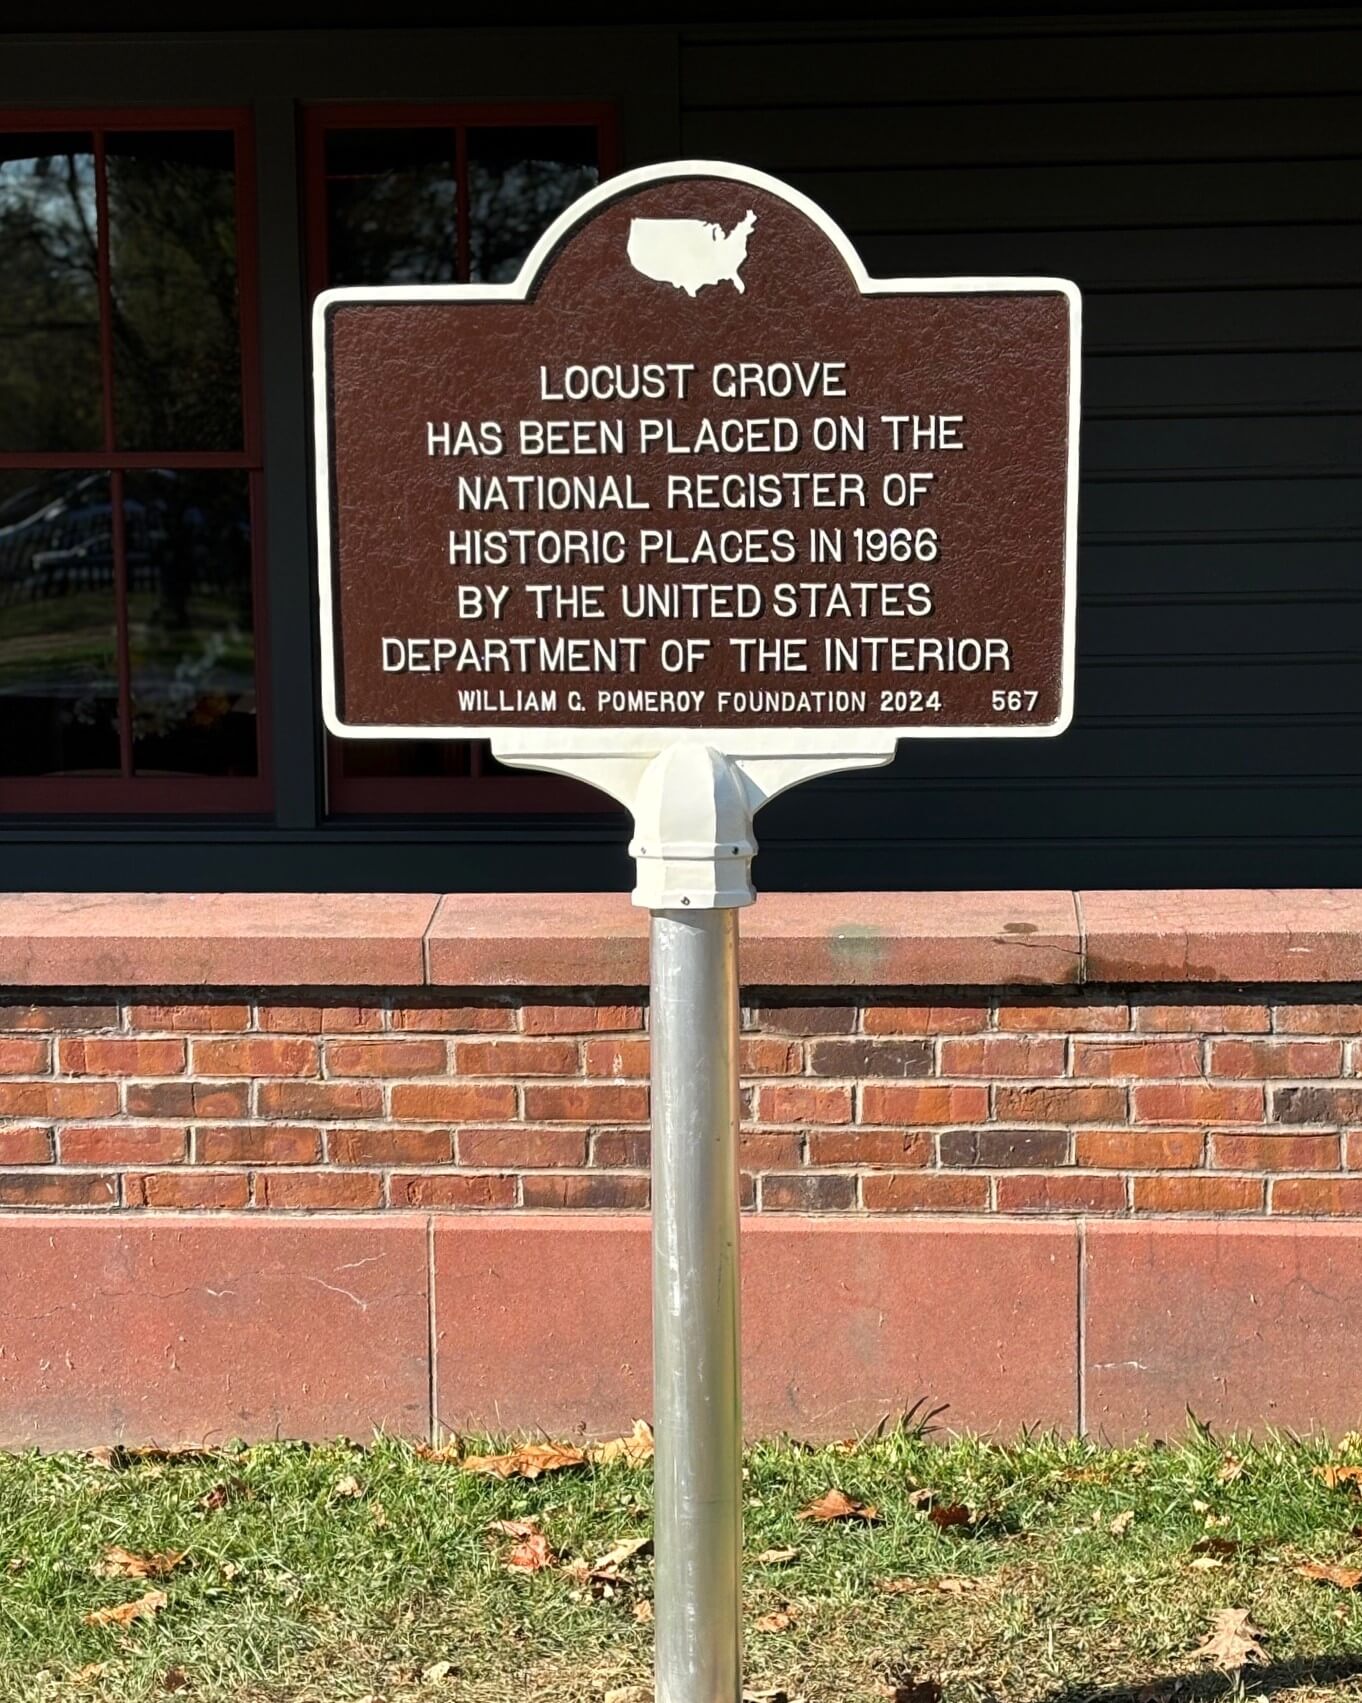 LOCUST GROVE
HAS BEEN PLACED ON THE
NATIONAL REGISTER OF
HISTORIC PLACES IN 1966
BY THE UNITED STATES
DEPARTMENT OF THE INTERIOR
WILLIAM G. POMEROY FOUNDATION 2024 567